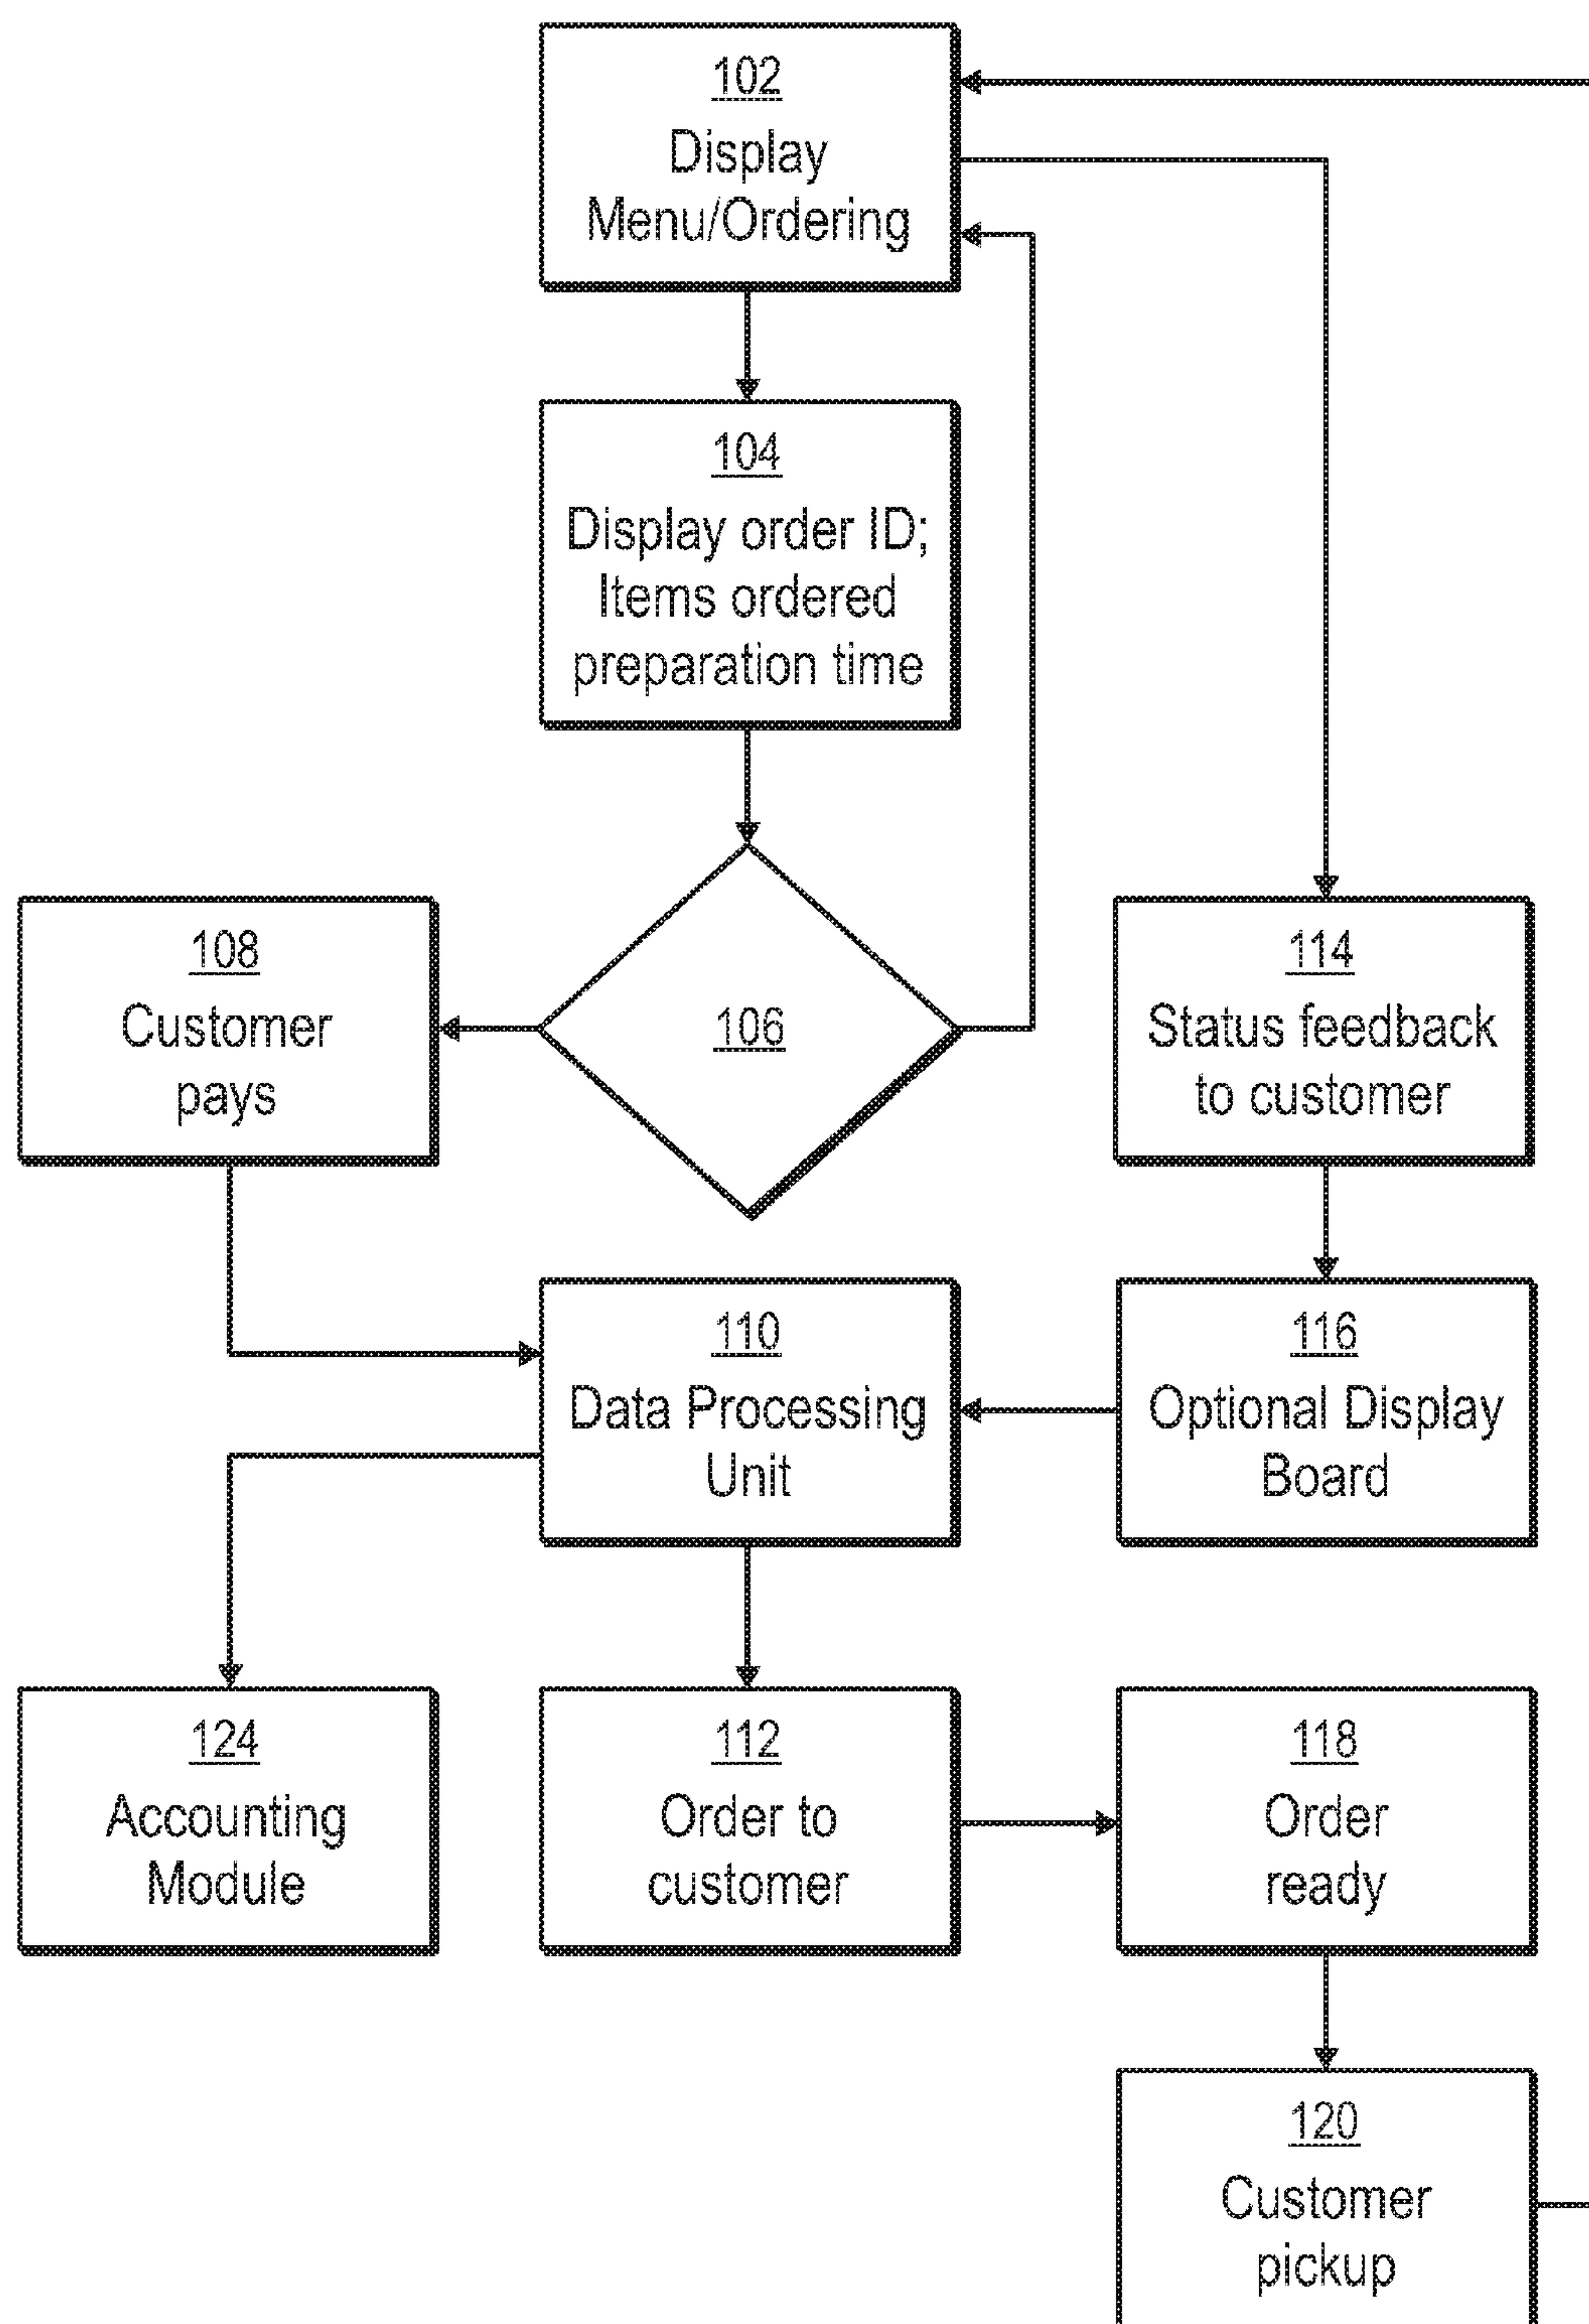 102
Display
Menu/Ordering
104
Display order ID;
Items ordered
preparation time
108
Customer
pays
106
114
Status feedback
to customer
110
Data Processing
Unit
116
Optional Display
Board
124
Accounting
Module
112
Order to
customer
118
Order
ready
120
Customer
pickup